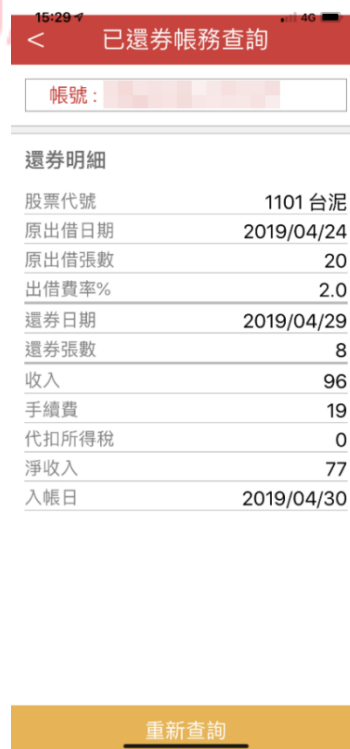 15:29
4G
< 已還券帳務查詢
帳號：
還券明細
股票代號 1101 台泥
原出借日期 2019/04/24
原出借張數 20
出借費率% 2.0
還券日期 2019/04/29
還券張數 8
收入 96
手續費 19
代扣所得稅 0
淨收入 77
入帳日 2019/04/30
重新查詢